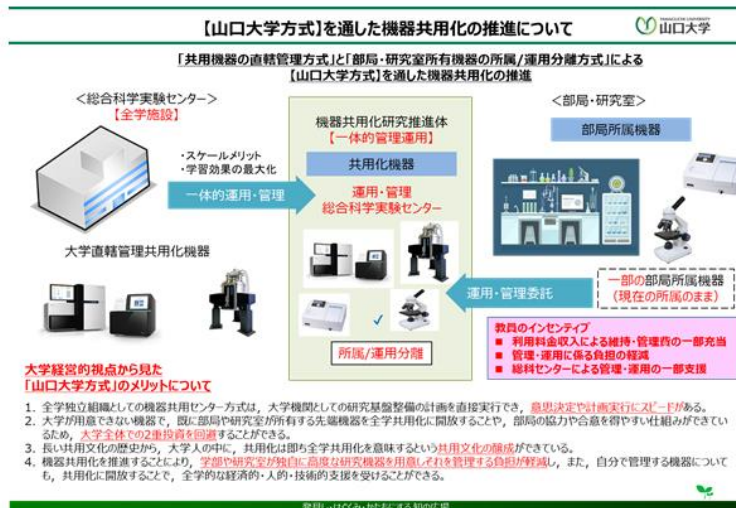 【山口大学方式】を通した機器共用化の推進について
YAMAGUCHI UNIVERSITY
山口大学
「共用機器の直轄管理方式」と「部局・研究室所有機器の所属/運用分離方式」による
【山口大学方式】を通した機器共用化の推進
<総合科学実験センター>
【全学施設】
・スケールメリット
・学習効果の最大化
一体的運用・管理
大学直轄管理共用化機器
機器共用化研究推進体
【一体的管理運用】
共用化機器
運用・管理
総合科学実験センター
✓
所属/運用分離
<部局・研究室>
部局所属機器
運用・管理委託
一部の部局所属機器
(現在の所属のまま)
教員のインセンティブ
■ 利用料金収入による維持・管理費の一部充当
■ 管理・運用に係る負担の軽減
■ 総科センターによる管理・運用の一部支援
大学経営的視点から見た
「山口大学方式」のメリットについて
1. 全学独立組織としての機器共用センター方式は，大学機関としての研究基盤整備の計画を直接実行でき，意思決定や計画実行にスピードがある。
2. 大学が用意できない機器で，既に部局や研究室が所有する先端機器を全学共用化に開放することや，部局の協力や合意を得やすい仕組みができてい
るため，大学全体での2重投資を回避することができる。
3. 長い共用文化の歴史から，大学人の中に，共用化は即ち全学共用化を意味するという共用文化の醸成ができている。
4. 機器共用化を推進することにより，学部や研究室が独自に高度な研究機器を用意しそれを管理する負担が軽減し，また，自分で管理する機器について
も，共用化に開放することで，全学的な経済的・人的・技術的支援を受けることができる。
発見し・はぐくみ・かたちにする 知の広場